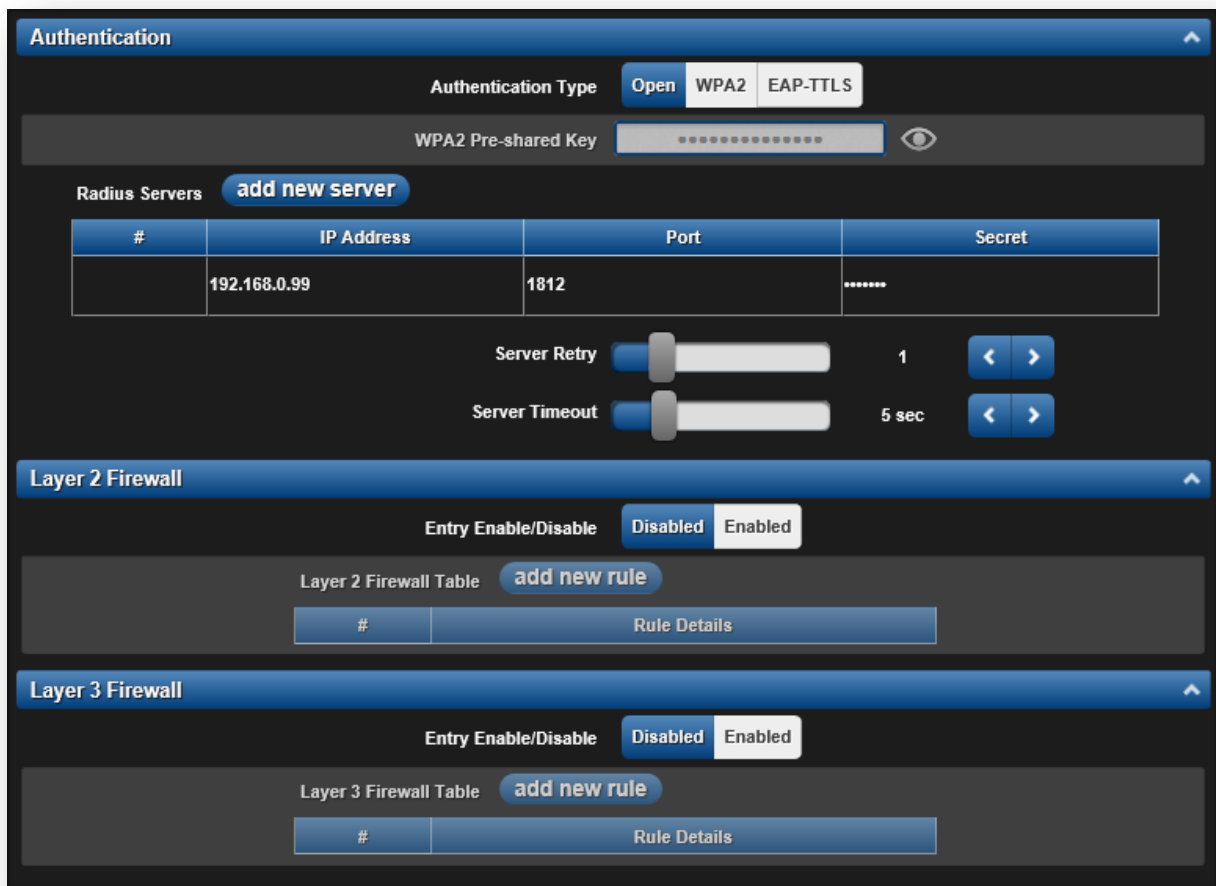 Authentication
Authentication Type Open WPA2 EAP-TTLS
WPA2 Pre-shared Key ••••••••••••••
Radius Servers add new server
# IP Address Port Secret
192.168.0.99 1812 •••••••
Server Retry 1
Server Timeout 5 sec
Layer 2 Firewall
Entry Enable/Disable Disabled Enabled
Layer 2 Firewall Table add new rule
# Rule Details
Layer 3 Firewall
Entry Enable/Disable Disabled Enabled
Layer 3 Firewall Table add new rule
# Rule Details